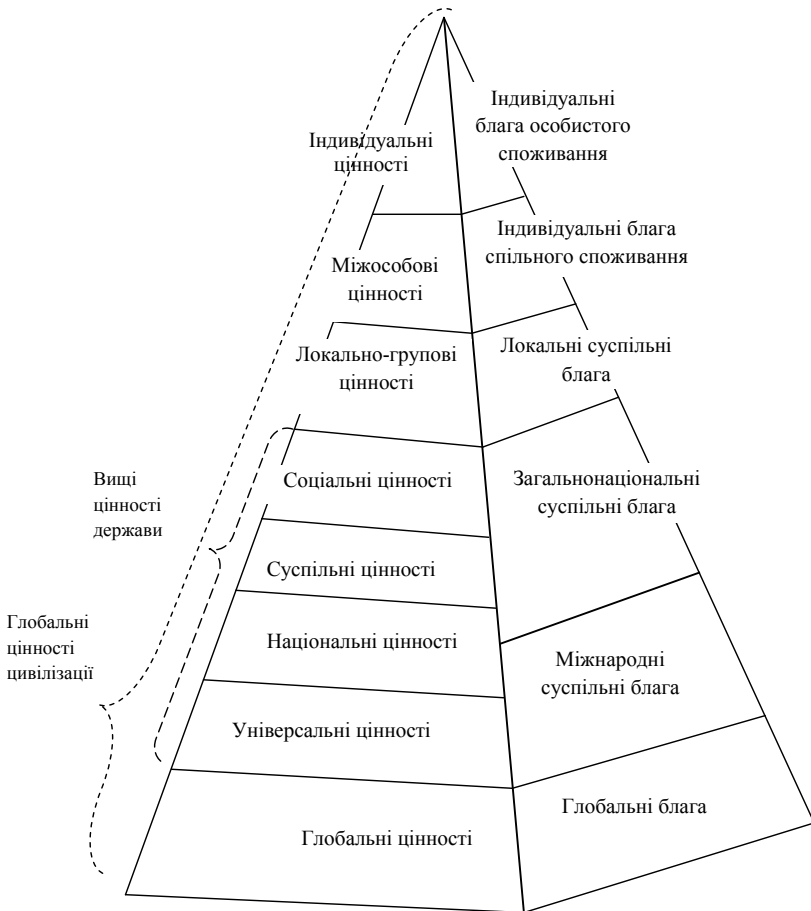 Індивідуальні
цінності
Міжособові
цінності
Локально-групові
цінності
Соціальні цінності
Суспільні цінності
Національні цінності
Універсальні цінності
Глобальні цінності
Індивідуальні
блага особистого
споживання
Індивідуальні блага
спільного споживання
Локальні суспільні
блага
Загальнонаціональні
суспільні блага
Міжнародні
суспільні блага
Глобальні блага
Вищі
цінності
держави
Глобальні
цінності
цивілізації